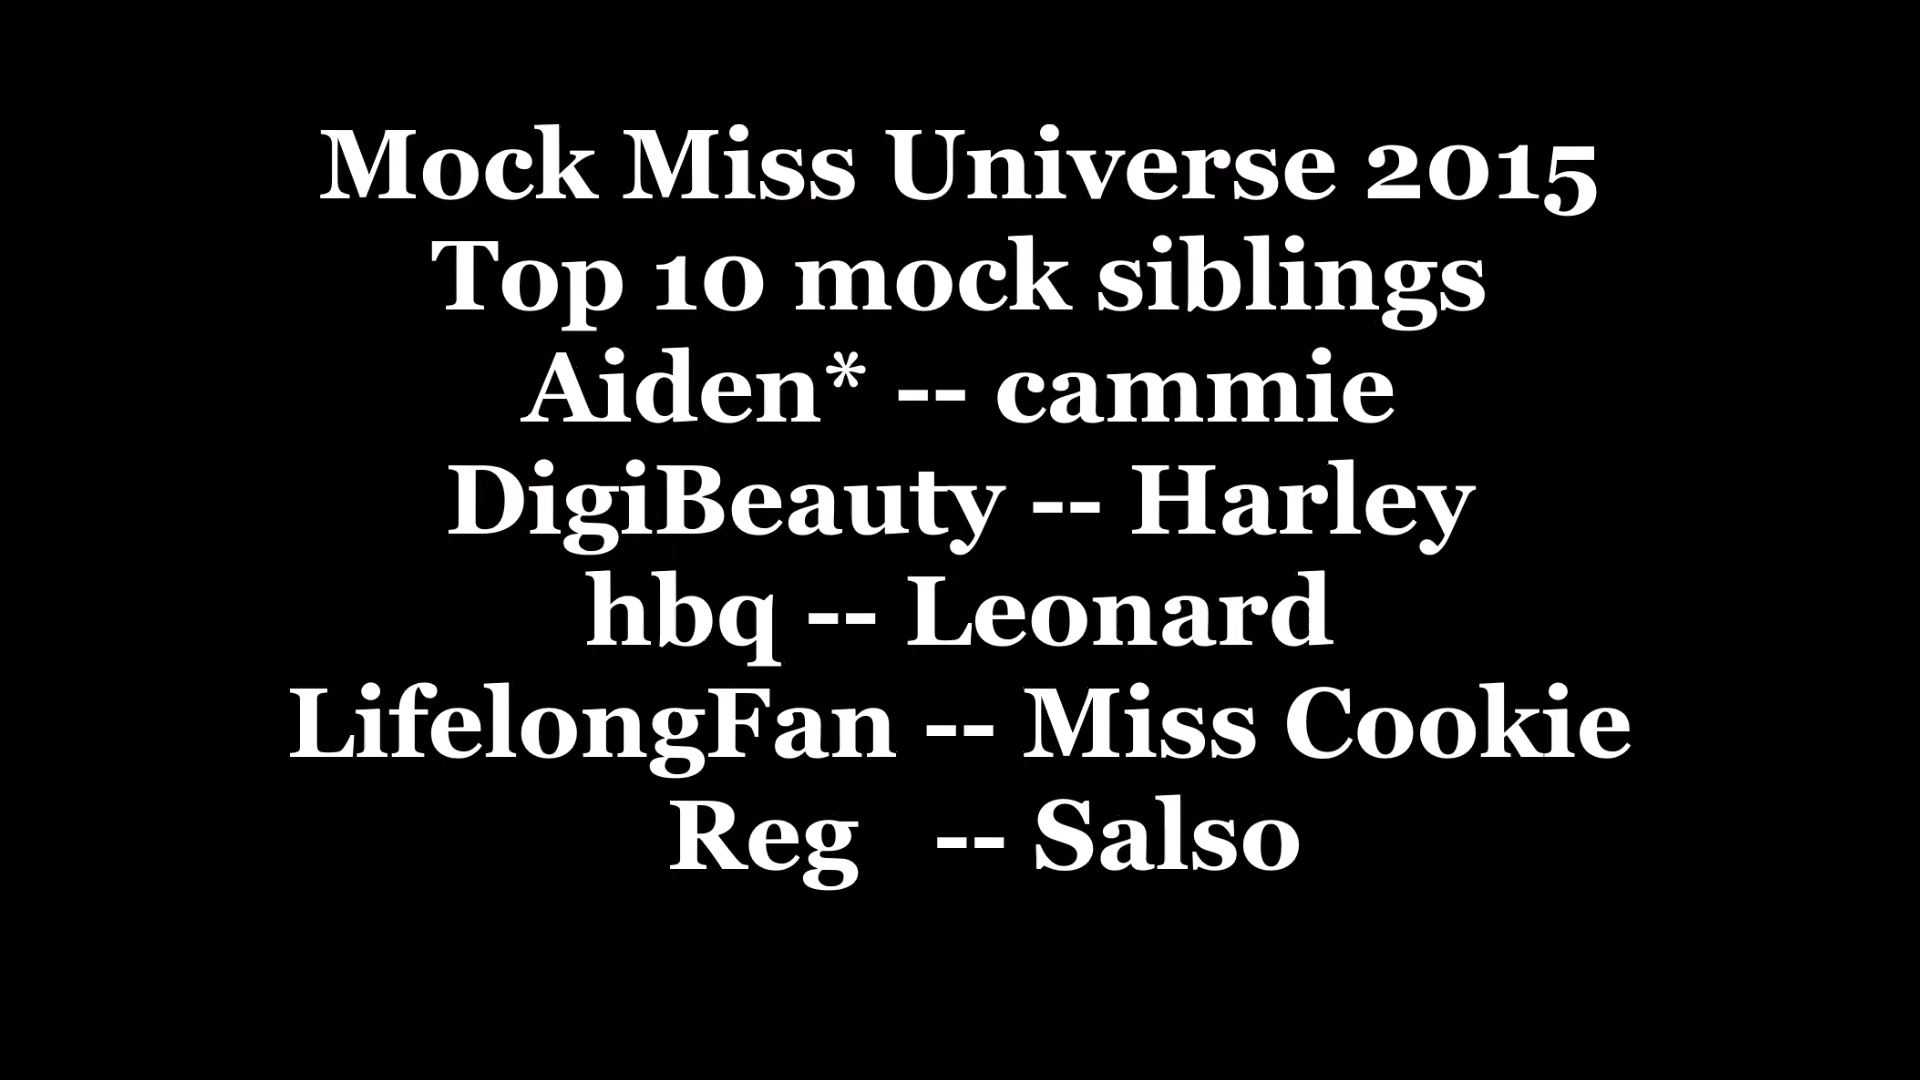 Mock Miss Universe 2015
Top 10 mock siblings
Aiden* -- cammie
DigiBeauty -- Harley
hbq -- Leonard
LifelongFan -- Miss Cookie
Reg -- Salso